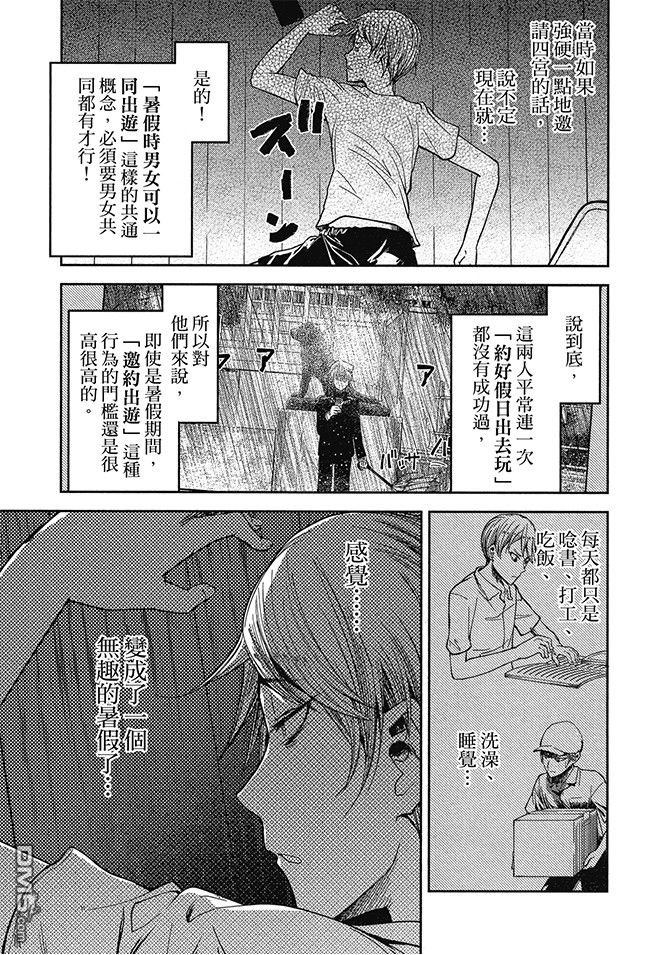 當時如果
強硬一點地邀
請四宮的話，
說不定
現在就…
ズーン
是的！
「暑假時男女可以一
同出遊」這樣的共通
概念，必須要男女共
同都有才行！
說到底，
這兩人平常連一次
「約好假日出去玩」
都沒有成功過，
ア
ア
バサッ
所以對
他們來說，
即使是暑假期間，
「邀約出遊」這種
行為的門檻還是很
高很高的。
每天都只是
唸書、打工、
吃飯、
洗澡、
睡覺…
感覺……
變成了一個
無趣的暑假了…
DM5.com